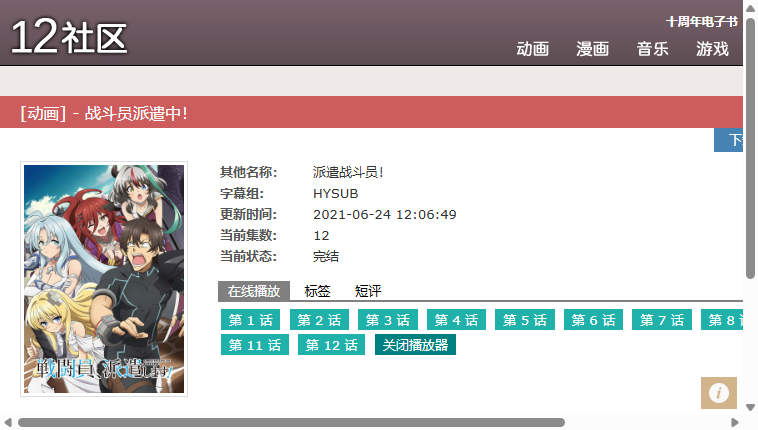 12社区
十周年电子书
动画 漫画 音乐 游戏
[动画] - 战斗员派遣中!
下
其他名称: 派遣战斗员!
字幕组: HYSUB
更新时间: 2021-06-24 12:06:49
当前集数: 12
当前状态: 完结
在线播放 标签 短评
第 1 话 第 2 话 第 3 话 第 4 话 第 5 话 第 6 话 第 7 话 第 8
第 11 话 第 12 话 关闭播放器
戦闘員、派遣します!
i